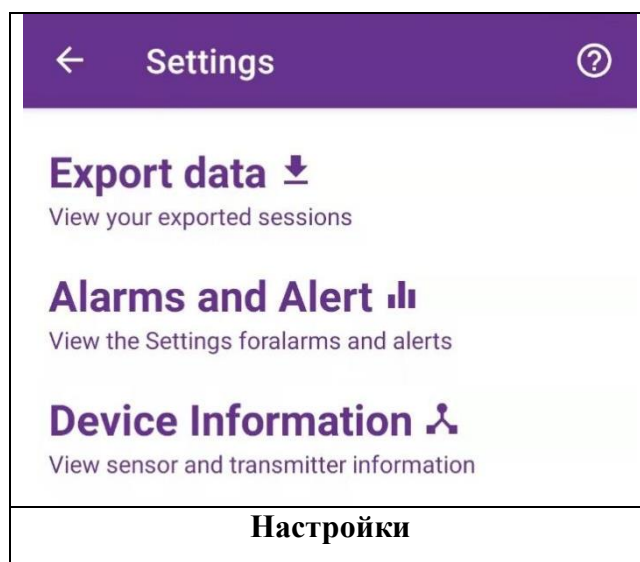 Settings
Export data
View your exported sessions
Alarms and Alert
View the Settings foralarms and alerts
Device Information
View sensor and transmitter information
Настройки